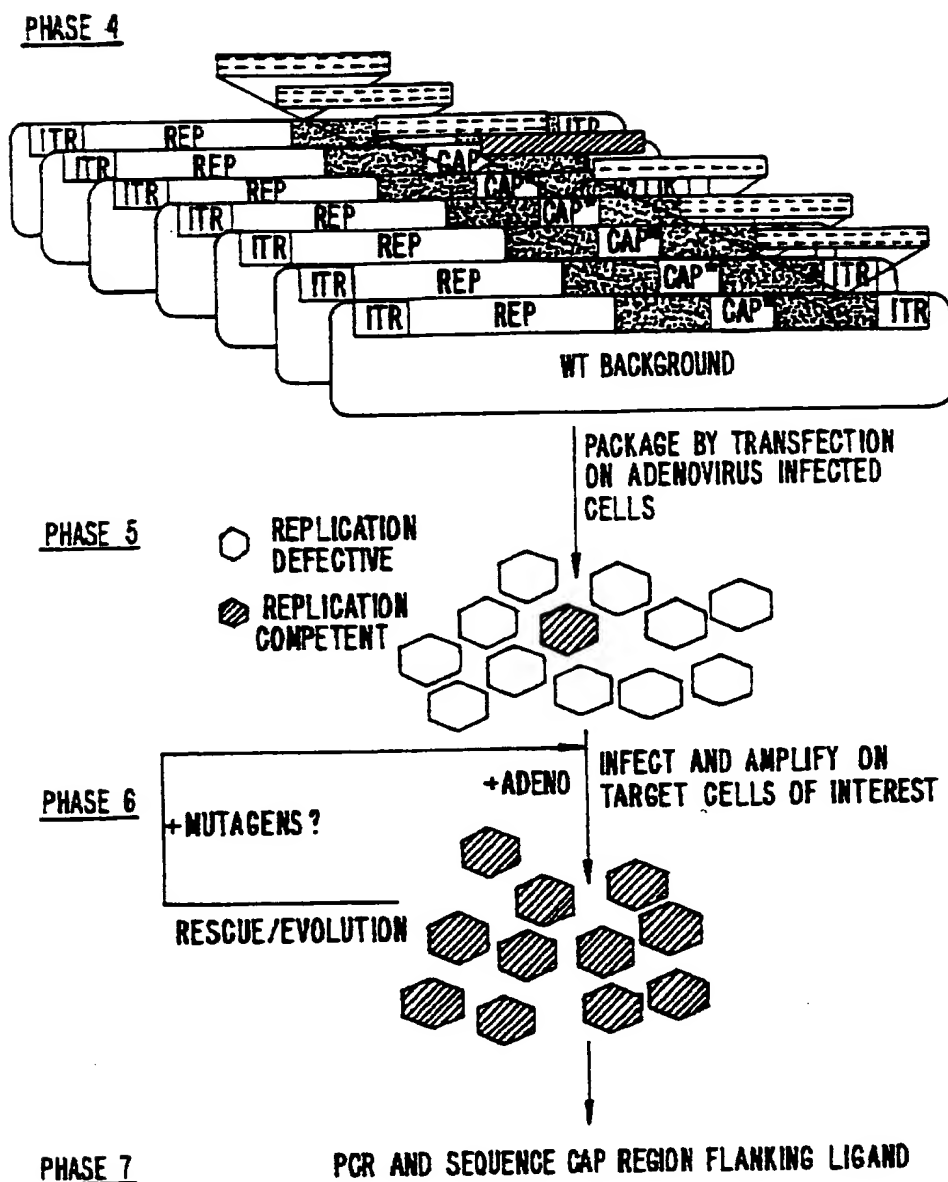 PHASE 4
ITR REP ITR
REP CAP
ITR REP CAP ITR
ITR REP CAP*
ITR REP CAP
ITR REP CAP* ITR
ITR REP CAP* ITR
WT BACKGROUND
PACKAGE BY TRANSFECTION
ON ADENOVIRUS INFECTED
CELLS
PHASE 5
REPLICATION
DEFECTIVE
REPLICATION
COMPETENT
INFECT AND AMPLIFY ON
TARGET CELLS OF INTEREST
+ADENO
PHASE 6
+MUTAGENS?
RESCUE/EVOLUTION
PHASE 7
PCR AND SEQUENCE CAP REGION FLANKING LIGAND